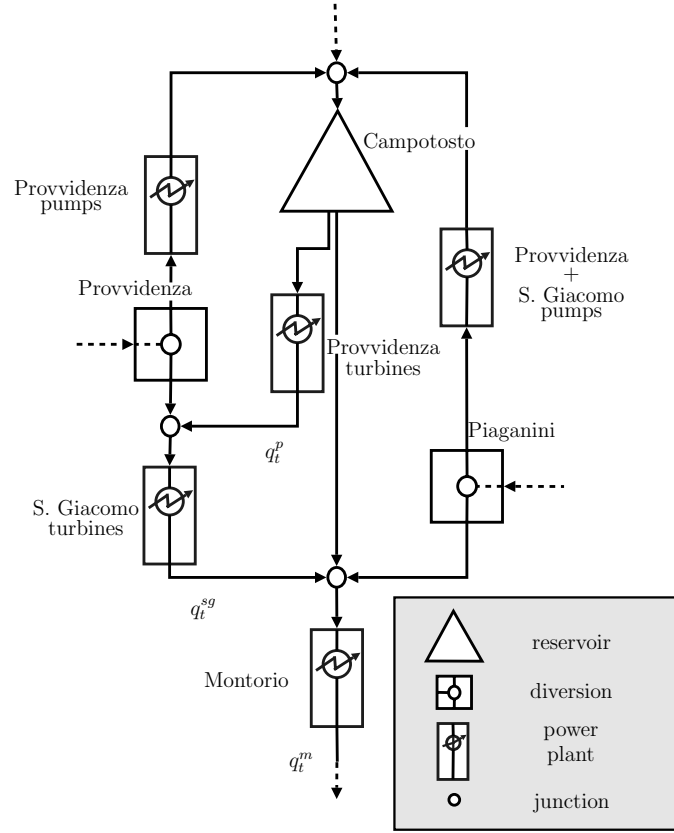 Campotosto
Provvidenza
pumps
Provvidenza
+
S. Giacomo
pumps
Provvidenza
Provvidenza
turbines
Piaganini
q_t^p
S. Giacomo
turbines
q_t^{sg}
Montorio
q_t^m
reservoir
diversion
power
plant
junction